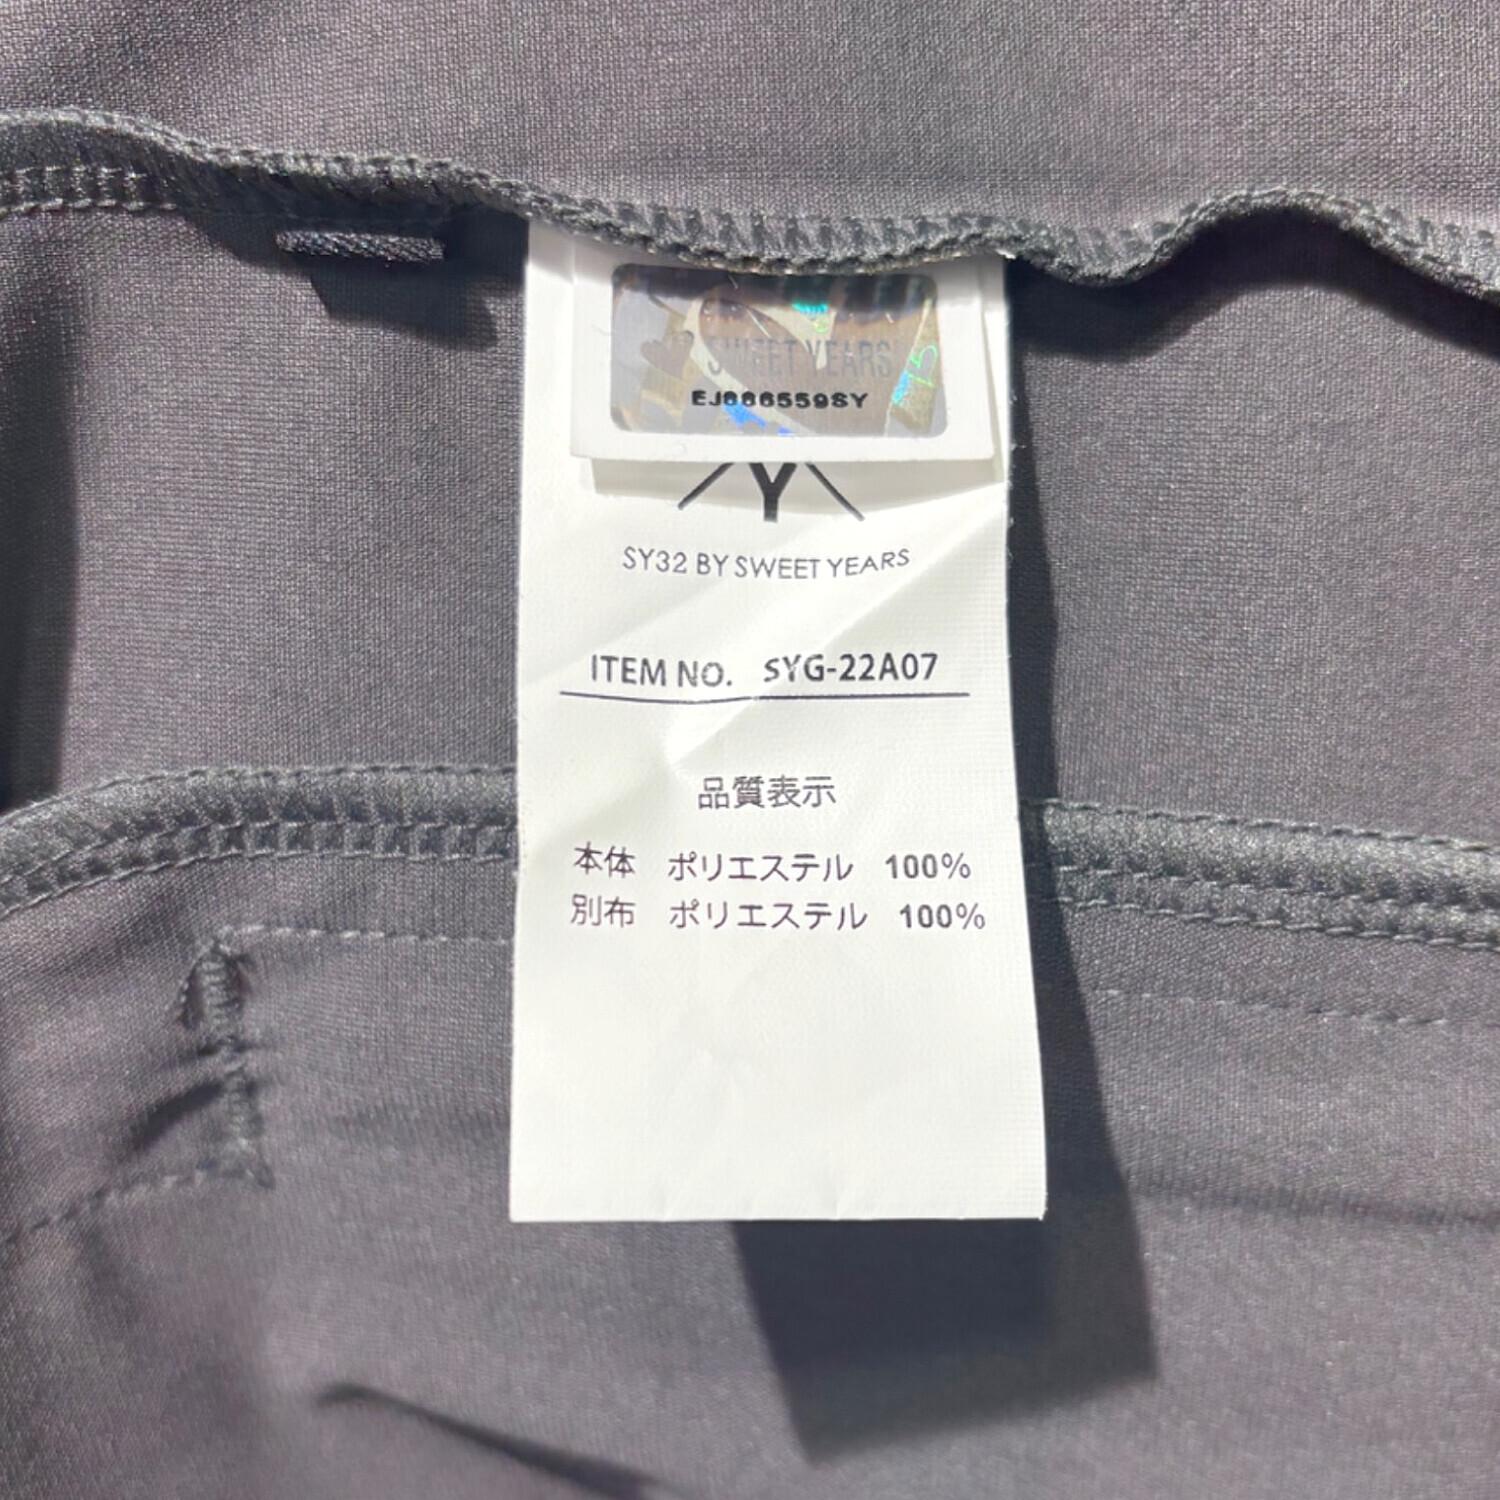 SWEET YEARS
EJ886559SY
Y
SY32 BY SWEET YEARS
ITEM NO. SYG-22A07
品質表示
本体 ポリエステル 100%
別布 ポリエステル 100%